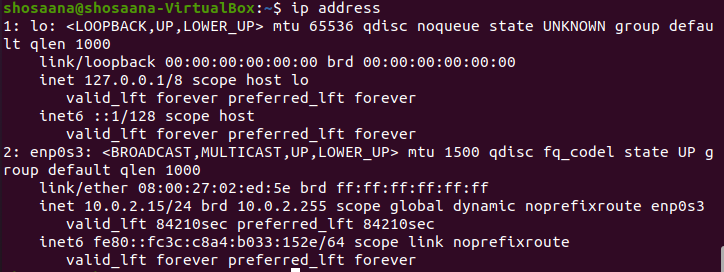 shosaana@shosaana-VirtualBox:~$ ip address
1: lo: <LOOPBACK,UP,LOWER_UP> mtu 65536 qdisc noqueue state UNKNOWN group defau
lt qlen 1000
    link/loopback 00:00:00:00:00:00 brd 00:00:00:00:00:00
    inet 127.0.0.1/8 scope host lo
       valid_lft forever preferred_lft forever
    inet6 ::1/128 scope host
       valid_lft forever preferred_lft forever
2: enp0s3: <BROADCAST,MULTICAST,UP,LOWER_UP> mtu 1500 qdisc fq_codel state UP g
roup default qlen 1000
    link/ether 08:00:27:02:ed:5e brd ff:ff:ff:ff:ff:ff
    inet 10.0.2.15/24 brd 10.0.2.255 scope global dynamic noprefixroute enp0s3
       valid_lft 84210sec preferred_lft 84210sec
    inet6 fe80::fc3c:c8a4:b033:152e/64 scope link noprefixroute
       valid_lft forever preferred_lft forever